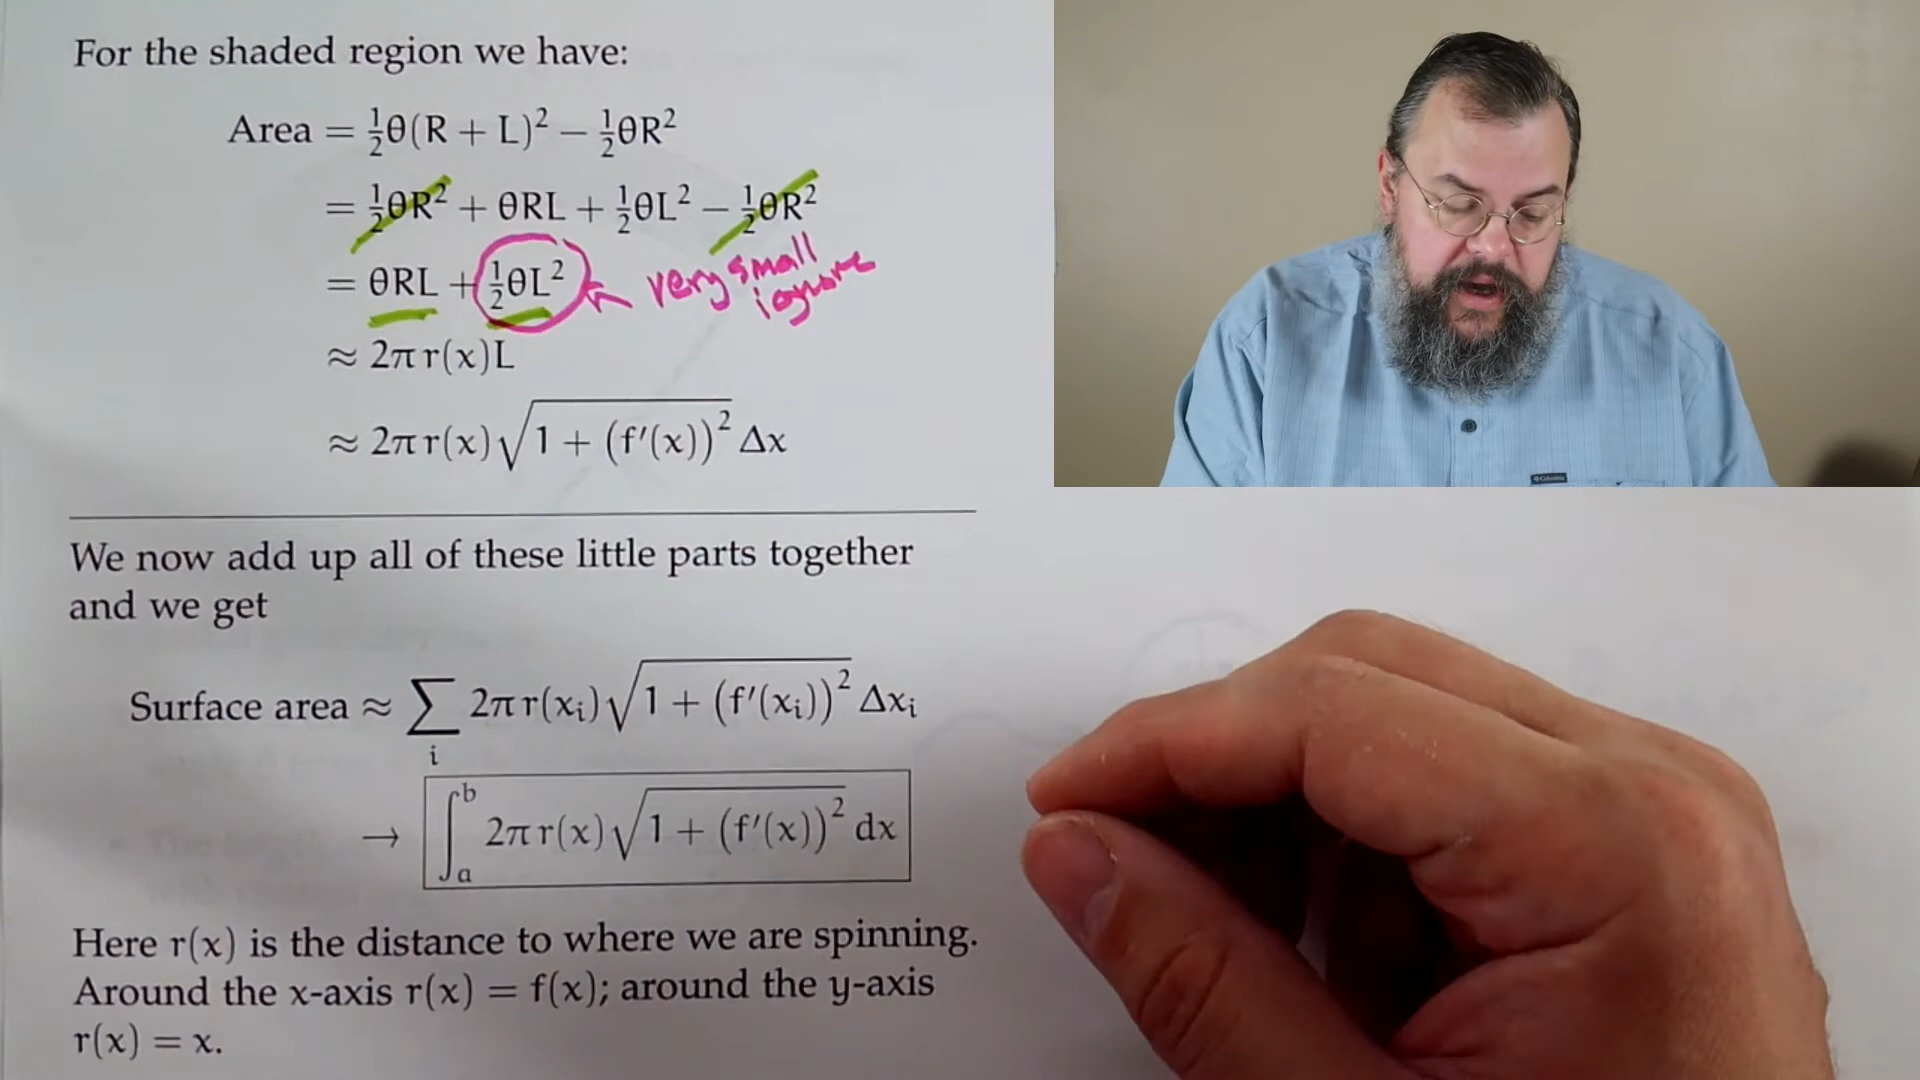 For the shaded region we have:
Area = ½θ(R + L)² − ½θR²
= ½θR² + θRL + ½θL² − ½θR²
= θRL + ½θL²
very small
ignore
≈ 2πr(x)L
≈ 2πr(x)√(1 + (f′(x))²) Δx
We now add up all of these little parts together
and we get
Surface area ≈ ∑ᵢ 2πr(xᵢ)√(1 + (f′(xᵢ))²) Δxᵢ
→ ∫ₐᵇ 2πr(x)√(1 + (f′(x))²) dx
Here r(x) is the distance to where we are spinning.
Around the x-axis r(x) = f(x); around the y-axis
r(x) = x.
Columbia